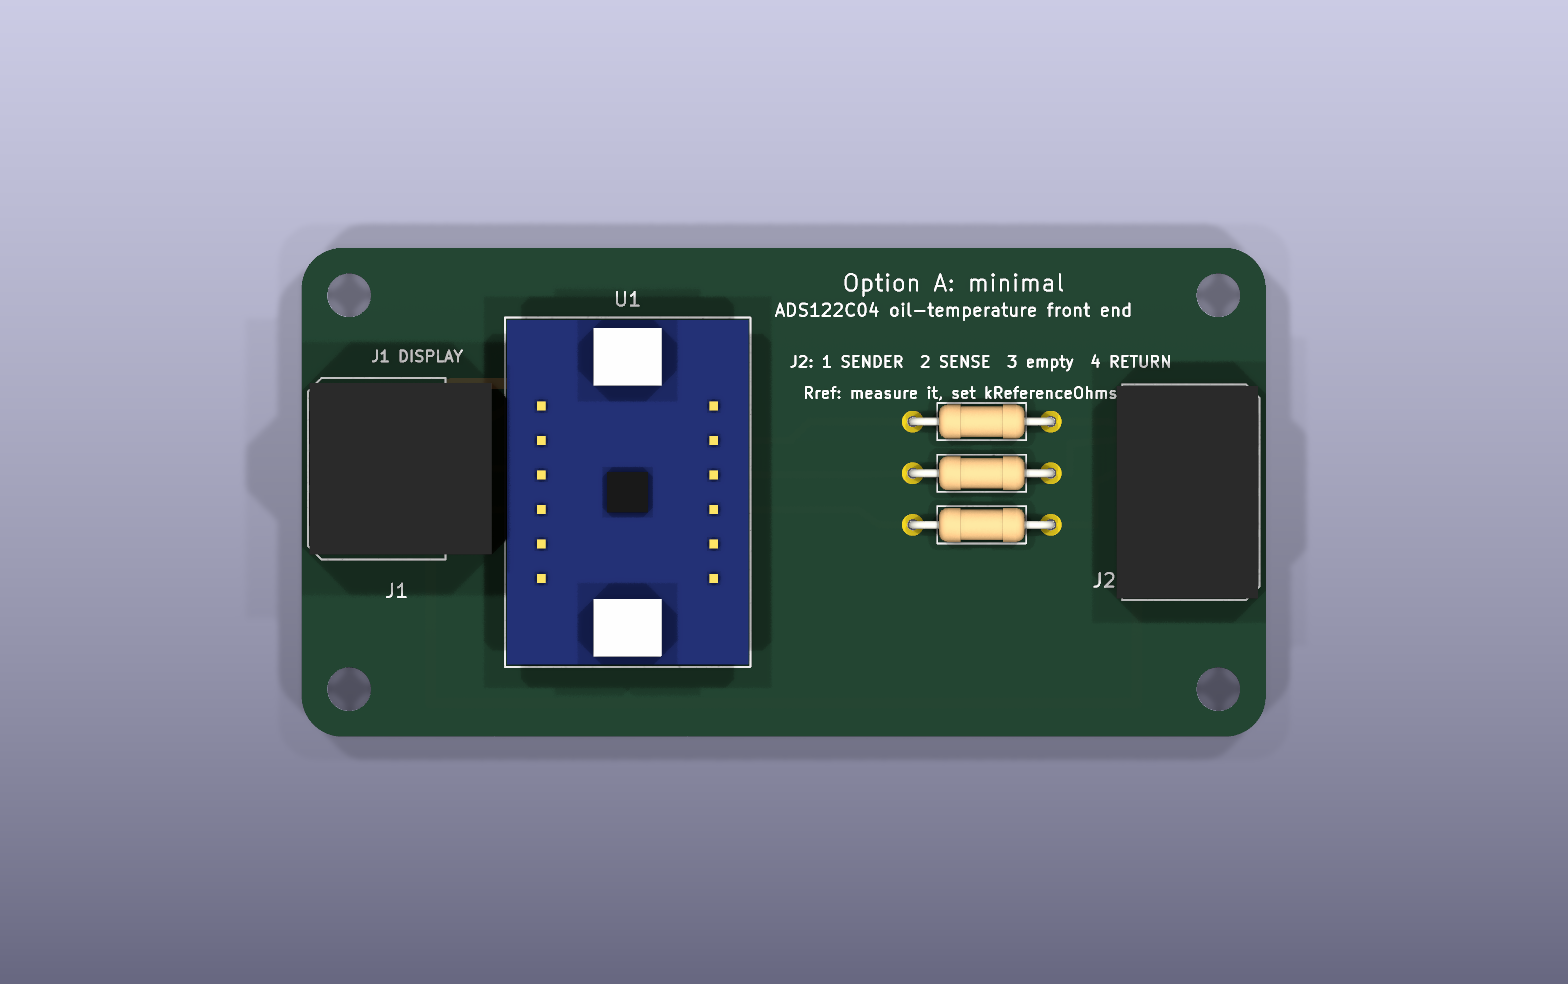 Option A: minimal
U1
ADS122C04 oil-temperature front end
J1 DISPLAY
J2: 1 SENDER 2 SENSE 3 empty 4 RETURN
Rref: measure it, set kReferenceOhms
J2
J1